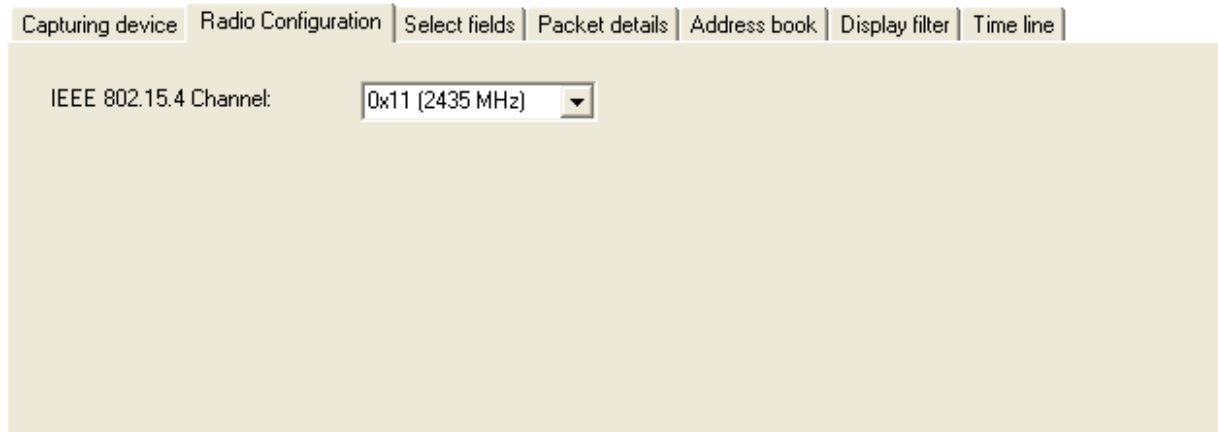 Capturing device Radio Configuration Select fields Packet details Address book Display filter Time line
IEEE 802.15.4 Channel: 0x11 (2435 MHz)